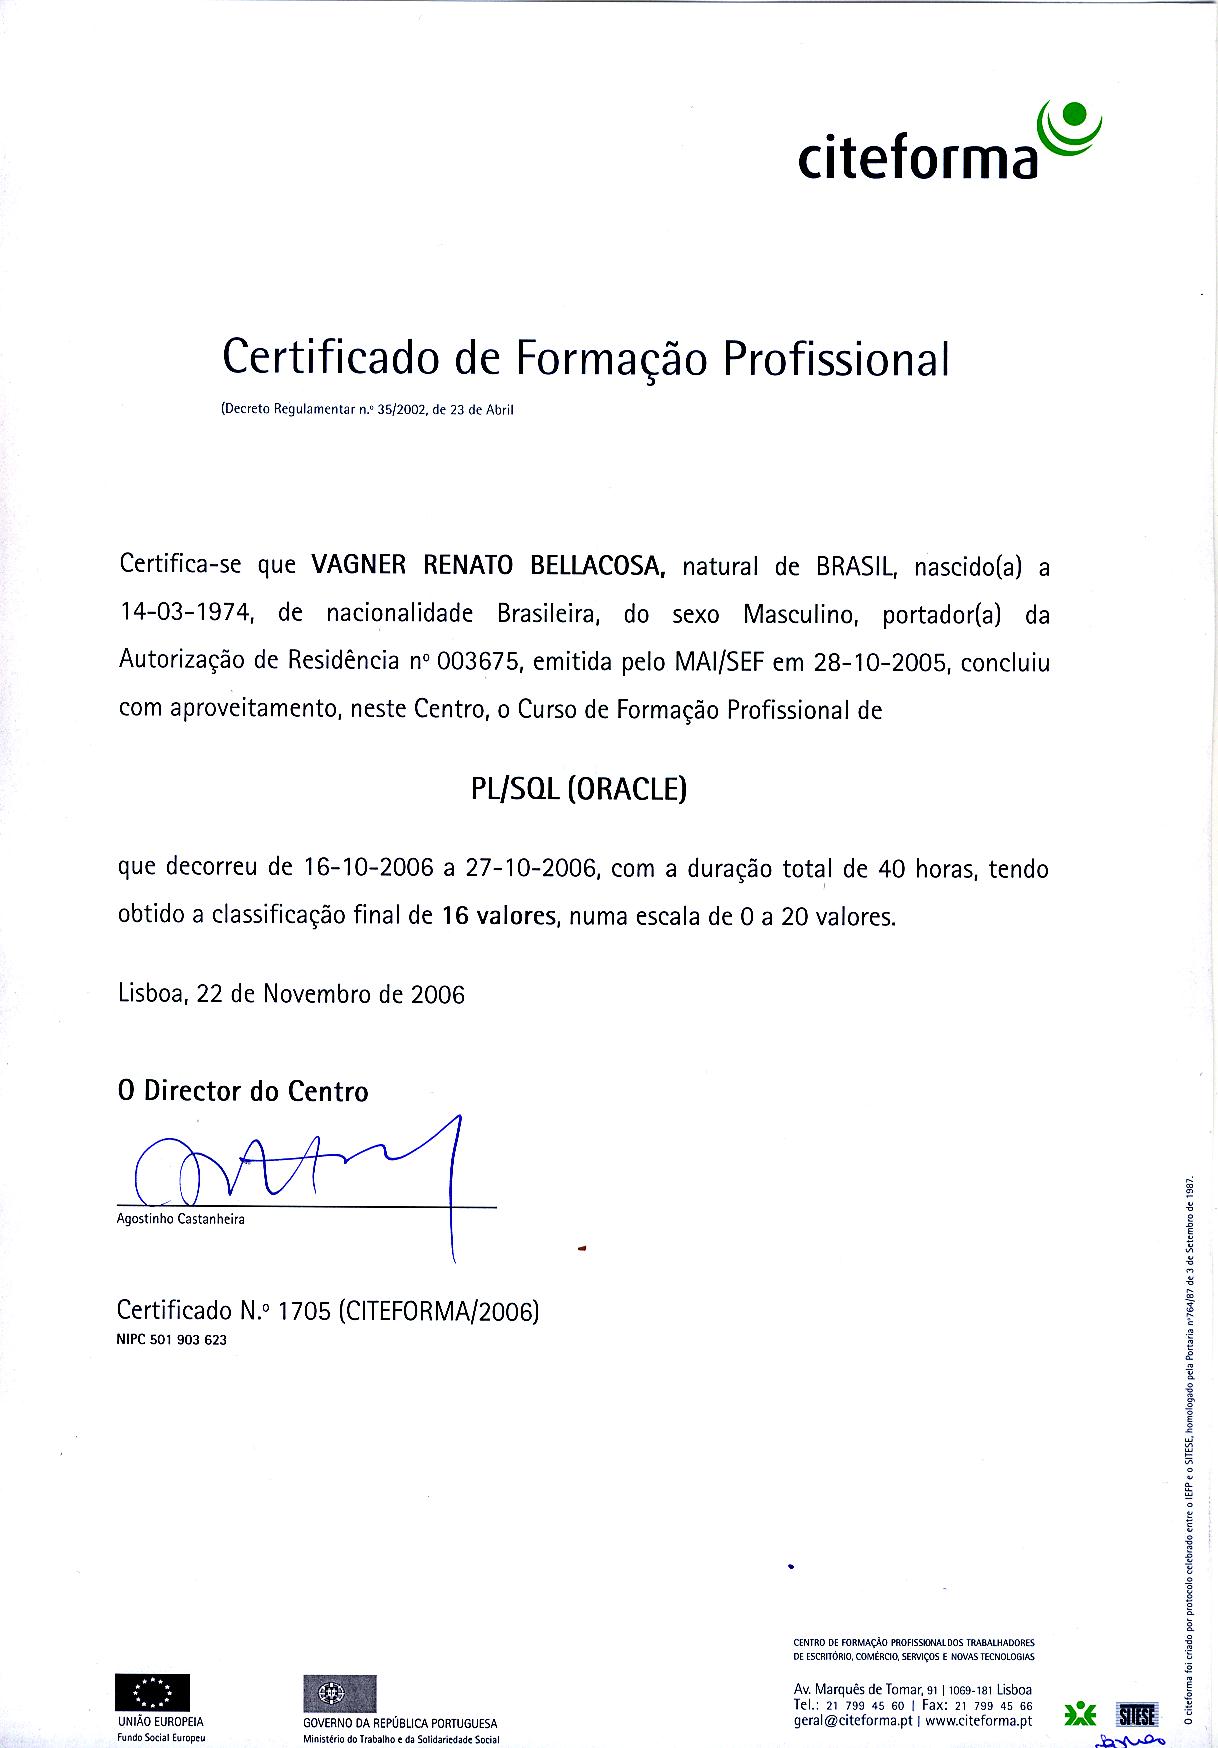 citeforma
Certificado de Formação Profissional
(Decreto Regulamentar n.º 35/2002, de 23 de Abril
Certifica-se que VAGNER RENATO BELLACOSA, natural de BRASIL, nascido(a) a
14-03-1974, de nacionalidade Brasileira, do sexo Masculino, portador(a) da
Autorização de Residência nº 003675, emitida pelo MAI/SEF em 28-10-2005, concluiu
com aproveitamento, neste Centro, o Curso de Formação Profissional de
PL/SQL (ORACLE)
que decorreu de 16-10-2006 a 27-10-2006, com a duração total de 40 horas, tendo
obtido a classificação final de 16 valores, numa escala de 0 a 20 valores.
Lisboa, 22 de Novembro de 2006
O Director do Centro
Agostinho Castanheira
Certificado N.º 1705 (CITEFORMA/2006)
NIPC 501 903 623
UNIÃO EUROPEIA
Fundo Social Europeu
GOVERNO DA REPÚBLICA PORTUGUESA
Ministério do Trabalho e da Solidariedade Social
CENTRO DE FORMAÇÃO PROFISSIONAL DOS TRABALHADORES
DE ESCRITÓRIO, COMÉRCIO, SERVIÇOS E NOVAS TECNOLOGIAS
Av. Marquês de Tomar, 91 | 1069-181 Lisboa
Tel.: 21 799 45 60 | Fax: 21 799 45 66
geral@citeforma.pt | www.citeforma.pt
SITESE
O citeforma foi criado por protocolo celebrado entre o IEFP e o SITESE, homologado pela Portaria nº764/87 de 3 de Setembro de 1987.